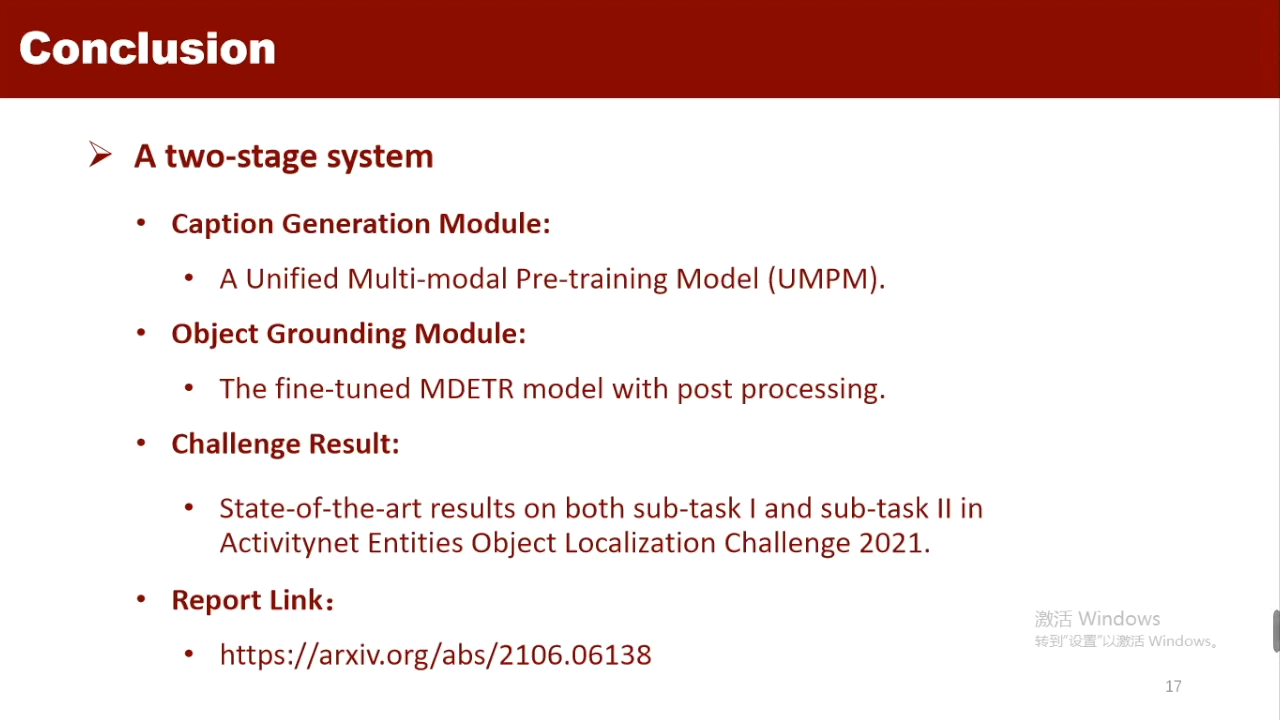 Conclusion
A two-stage system
Caption Generation Module:
A Unified Multi-modal Pre-training Model (UMPM).
Object Grounding Module:
The fine-tuned MDETR model with post processing.
Challenge Result:
State-of-the-art results on both sub-task I and sub-task II in
Activitynet Entities Object Localization Challenge 2021.
Report Link：
https://arxiv.org/abs/2106.06138
激活 Windows
转到"设置"以激活 Windows。
17